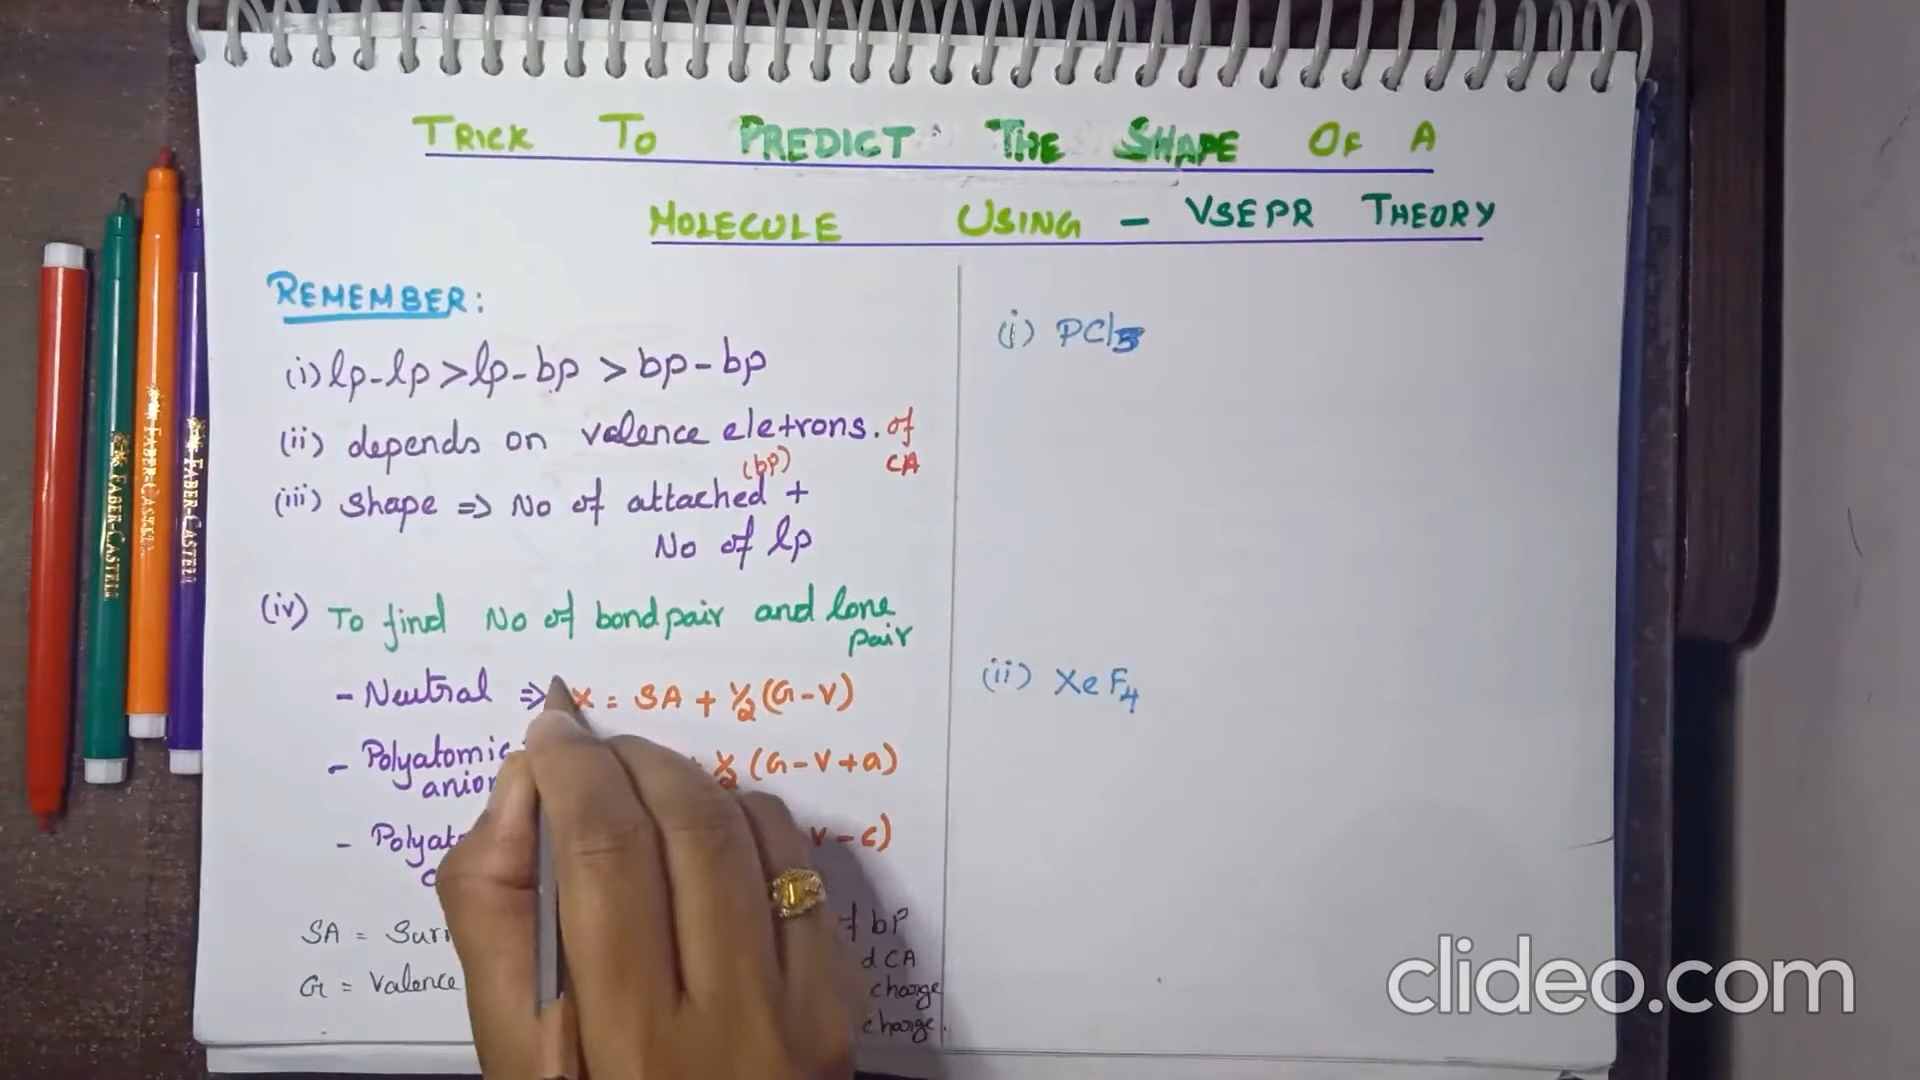 TRICK TO PREDICT THE SHAPE OF A
MOLECULE USING - VSEPR THEORY
REMEMBER:
(i) lp-lp > lp-bp > bp-bp
(ii) depends on valence eletrons. of CA
(bp)
(iii) shape => No of attached +
No of lp
(iv) To find No of bond pair and lone
pair
- Neutral => X = SA + 1/2 (G-V)
- Polyatomic 1/2 (G-V+a)
anion
- V - c)
SA =
G = Valence
bP
CA
charge
charge.
(i) PCl3
(ii) XeF4
FABER-CASTELL
FABER-CASTELL
FABER-CASTELL
clideo.com